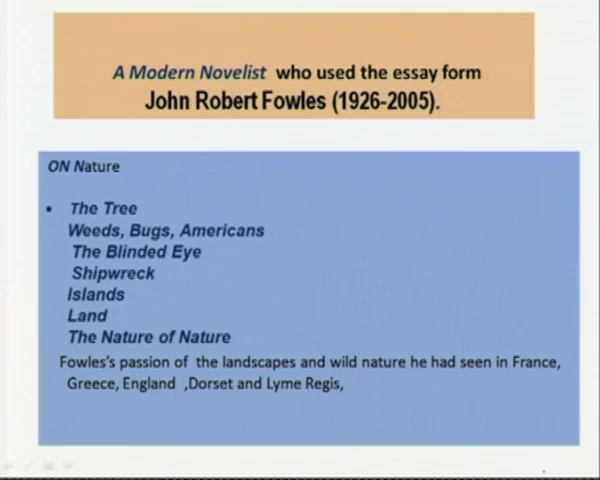 A Modern Novelist who used the essay form
John Robert Fowles (1926-2005).
ON Nature
• The Tree
Weeds, Bugs, Americans
The Blinded Eye
Shipwreck
Islands
Land
The Nature of Nature
Fowles's passion of the landscapes and wild nature he had seen in France,
Greece, England ,Dorset and Lyme Regis,